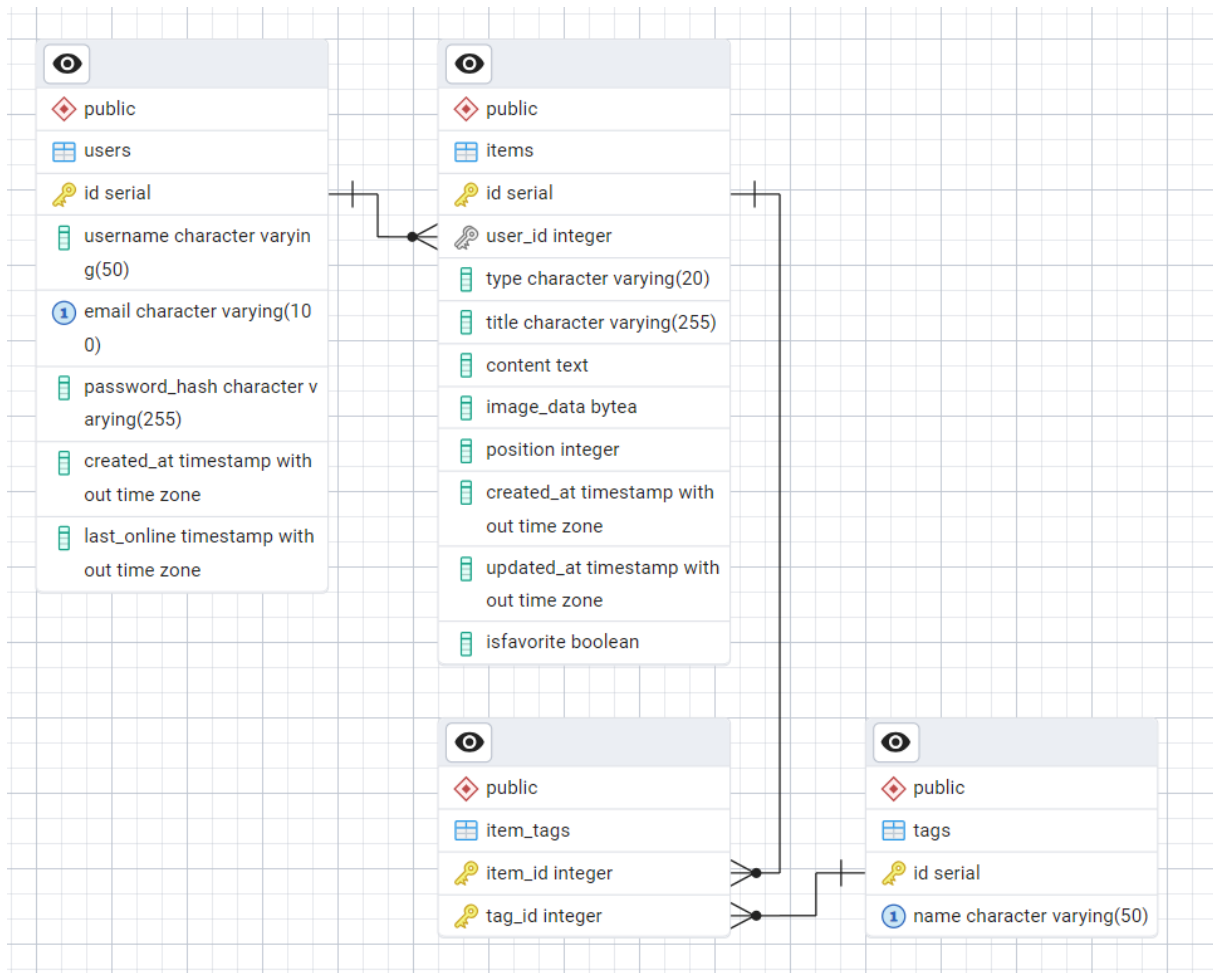 public
users
id serial
username character varyin
g(50)
1 email character varying(10
0)
password_hash character v
arying(255)
created_at timestamp with
out time zone
last_online timestamp with
out time zone
public
items
id serial
user_id integer
type character varying(20)
title character varying(255)
content text
image_data bytea
position integer
created_at timestamp with
out time zone
updated_at timestamp with
out time zone
isfavorite boolean
public
item_tags
item_id integer
tag_id integer
public
tags
id serial
1 name character varying(50)